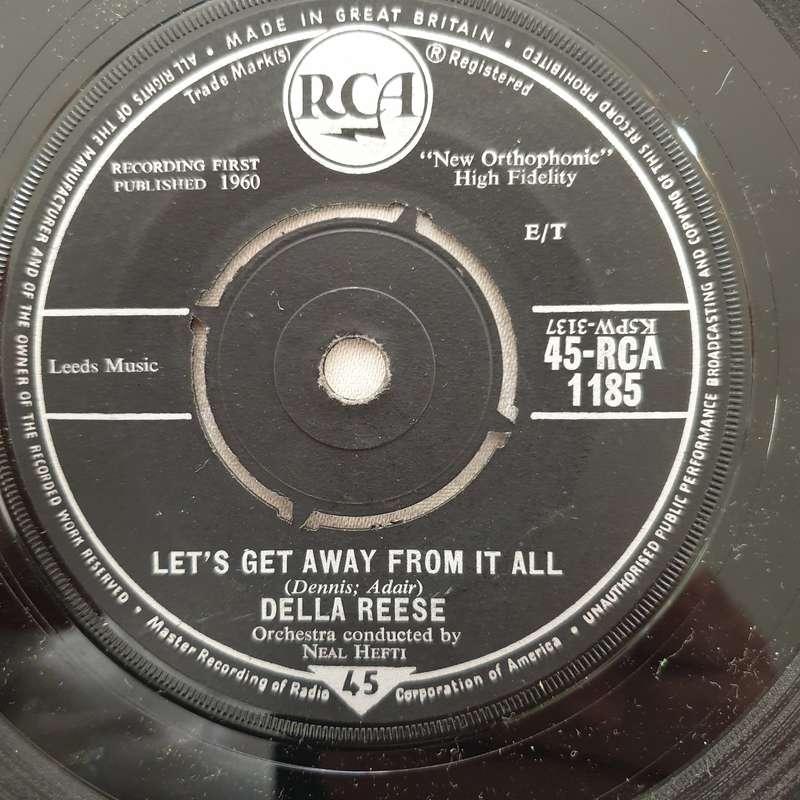 • MADE IN GREAT BRITAIN •
ALL RIGHTS OF THE MANUFACTURER AND OF THE OWNER OF THE RECORDED WORK RESERVED •
UNAUTHORISED PUBLIC PERFORMANCE BROADCASTING AND COPYING OF THIS RECORD PROHIBITED
Trade Mark(s)
RCA
® Registered
RECORDING FIRST
PUBLISHED 1960
"New Orthophonic"
High Fidelity
E/T
K5PW-3137
Leeds Music
45-RCA
1185
LET'S GET AWAY FROM IT ALL
(Dennis; Adair)
DELLA REESE
Orchestra conducted by
NEAL HEFTI
Master Recording of Radio Corporation of America •
45